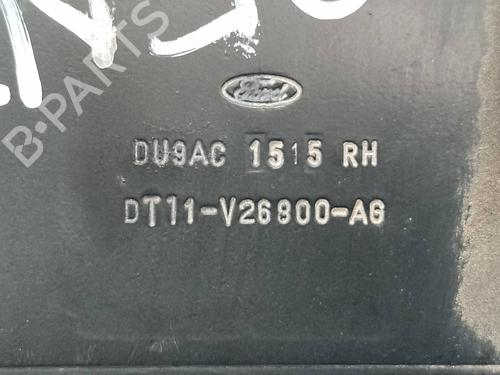 Ford
DU9AC 1515 RH
DT11-V26800-AG
B-PARTS